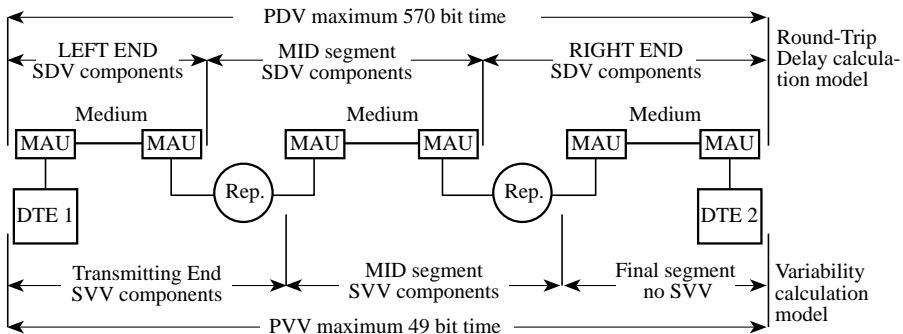 PDV maximum 570 bit time
LEFT END
SDV components
MID segment
SDV components
RIGHT END
SDV components
Round-Trip
Delay calcula-
tion model
Medium
Medium
Medium
MAU
MAU
MAU
MAU
MAU
MAU
Rep.
Rep.
DTE 1
DTE 2
Transmitting End
SVV components
MID segment
SVV components
Final segment
no SVV
Variability
calculation
model
PVV maximum 49 bit time